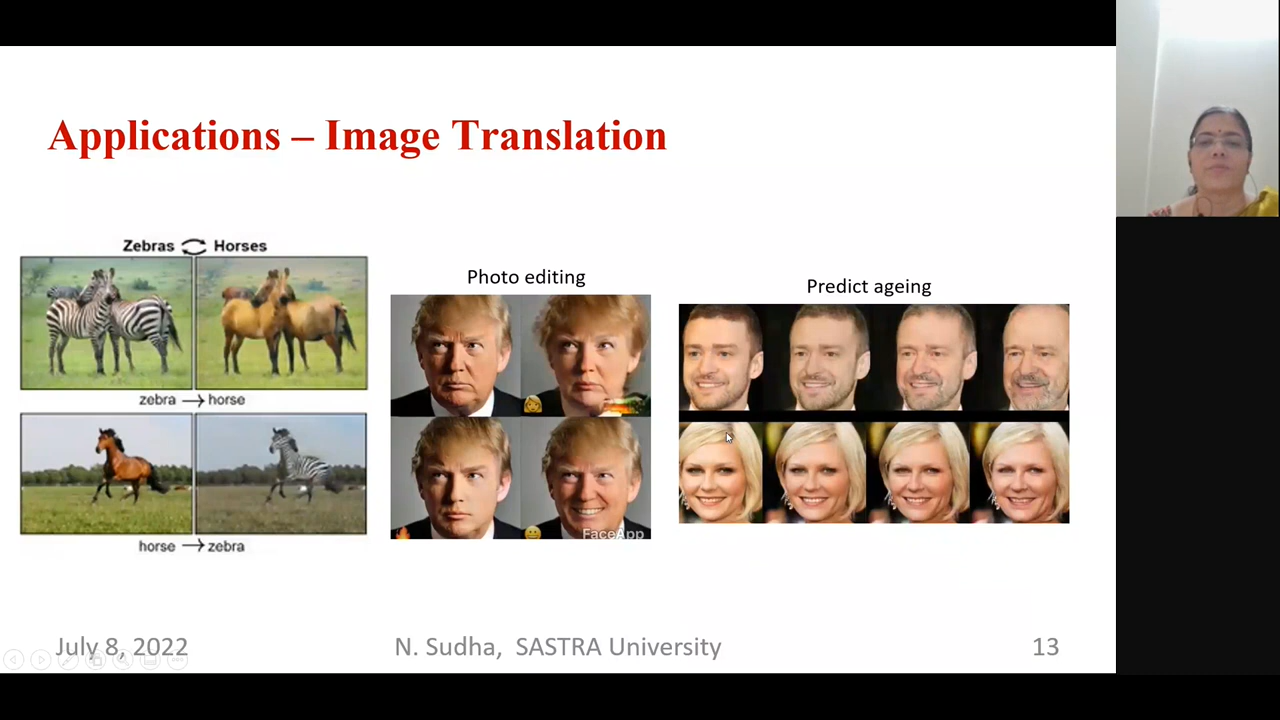 Applications – Image Translation
Zebras Horses
zebra → horse
horse → zebra
Photo editing
FaceApp
Predict ageing
July 8, 2022
N. Sudha, SASTRA University
13